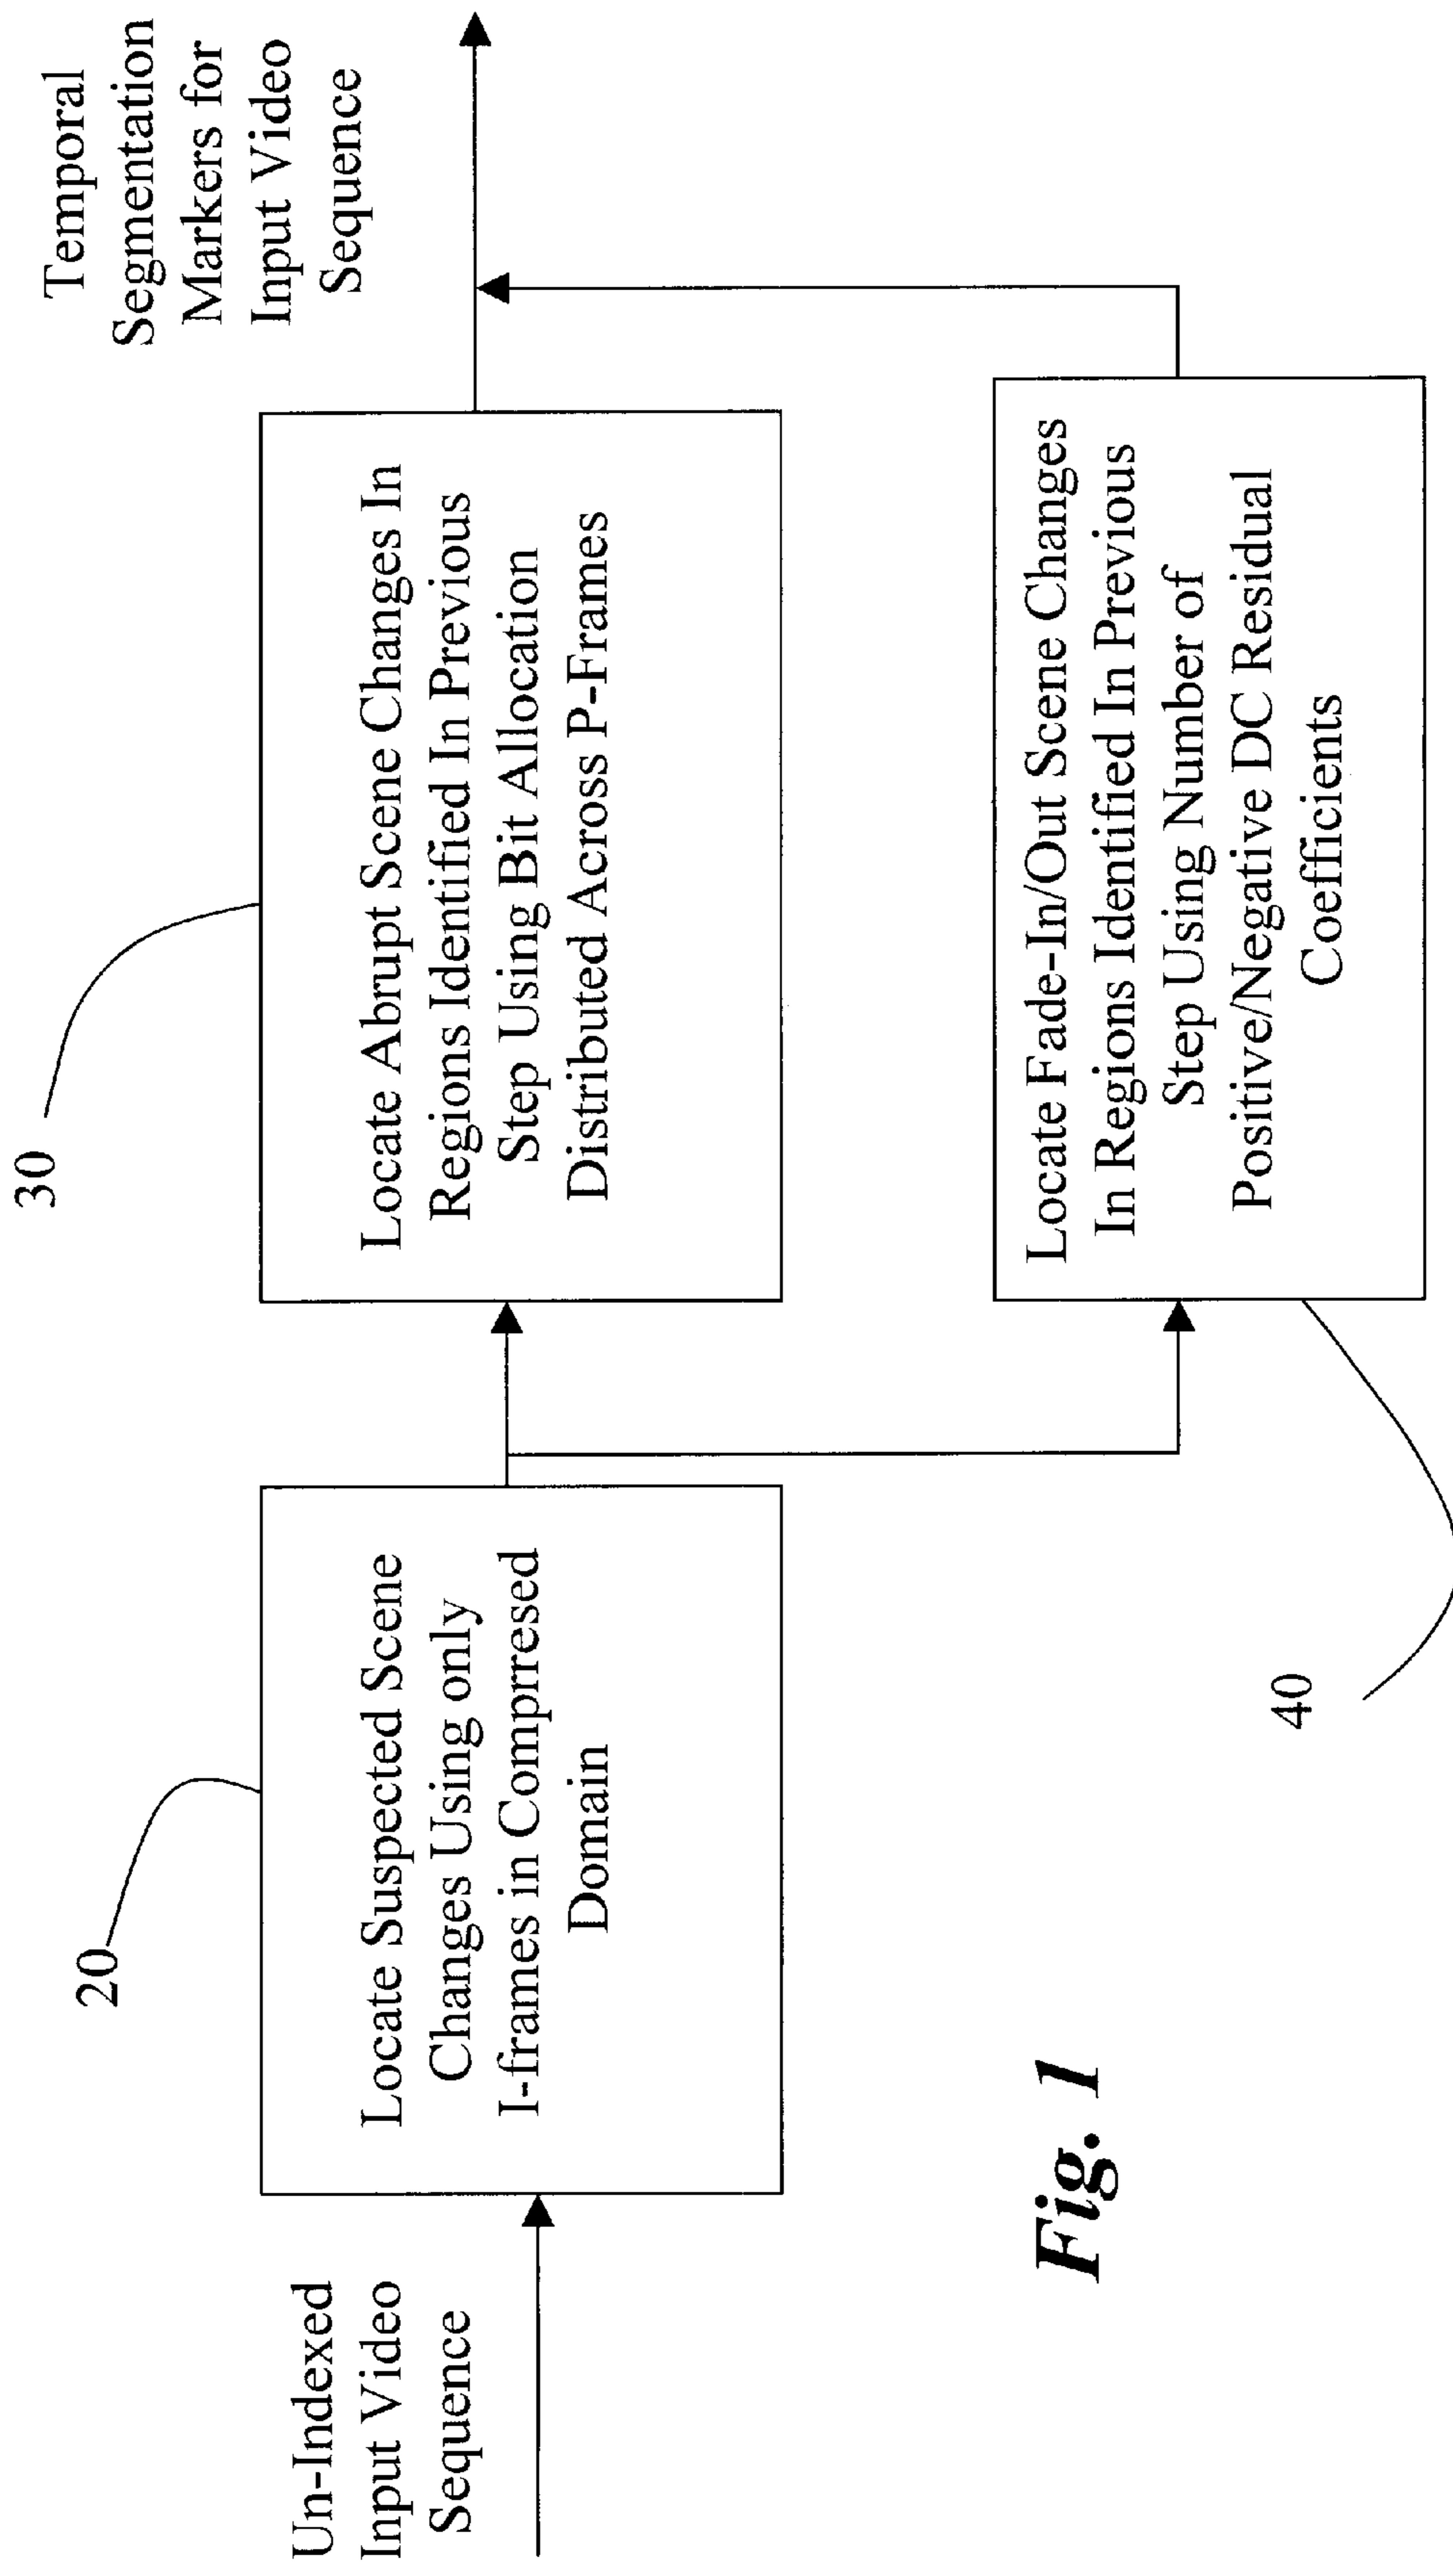 Un-Indexed
Input Video
Sequence
20
Locate Suspected Scene
Changes Using only
I-frames in Comprresed
Domain
30
Locate Abrupt Scene Changes In
Regions Identified In Previous
Step Using Bit Allocation
Distributed Across P-Frames
Temporal
Segmentation
Markers for
Input Video
Sequence
40
Locate Fade-In/Out Scene Changes
In Regions Identified In Previous
Step Using Number of
Positive/Negative DC Residual
Coefficients
Fig. 1